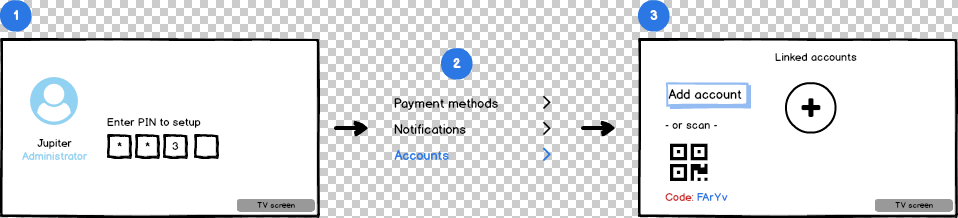 1
Enter PIN to setup
* * 3
Jupiter
Administrator
TV screen
2
Payment methods
Notifications
Accounts
3
Linked accounts
Add account
- or scan -
Code: FArYv
TV screen